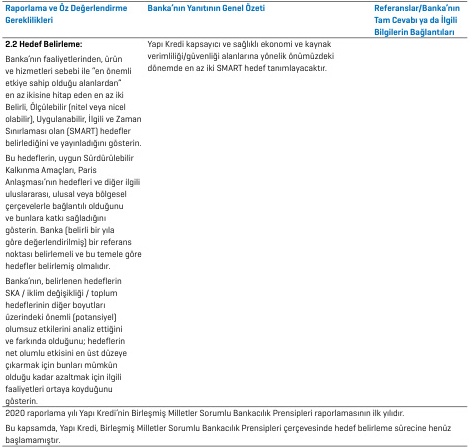 Raporlama ve Öz Değerlendirme Gereklilikleri
Banka'nın Yanıtının Genel Özeti
Referanslar/Banka'nın Tam Cevabı ya da İlgili Bilgilerin Bağlantıları
2.2 Hedef Belirleme:
Banka'nın faaliyetlerinden, ürün
ve hizmetleri sebebi ile "en önemli
etkiye sahip olduğu alanlardan"
en az ikisine hitap eden en az iki
Belirli, Ölçülebilir (nitel veya nicel
olabilir), Uygulanabilir, İlgili ve Zaman
Sınırlaması olan (SMART) hedefler
belirlediğini ve yayınladığını gösterin.
Bu hedeflerin, uygun Sürdürülebilir
Kalkınma Amaçları, Paris
Anlaşması'nın hedefleri ve diğer ilgili
uluslararası, ulusal veya bölgesel
çerçevelerle bağlantılı olduğunu
ve bunlara katkı sağladığını
gösterin. Banka (belirli bir yıla
göre değerlendirilmiş) bir referans
noktası belirlemeli ve bu temele göre
hedefler belirlemiş olmalıdır.
Banka'nın, belirlenen hedeflerin
SKA / iklim değişikliği / toplum
hedeflerinin diğer boyutları
üzerindeki önemli (potansiyel)
olumsuz etkilerini analiz ettiğini
ve farkında olduğunu; hedeflerin
net olumlu etkisini en üst düzeye
çıkarmak için bunları mümkün
olduğu kadar azaltmak için ilgili
faaliyetleri ortaya koyduğunu
gösterin.
Yapı Kredi kapsayıcı ve sağlıklı ekonomi ve kaynak
verimliliği/güvenliği alanlarına yönelik önümüzdeki
dönemde en az iki SMART hedef tanımlayacaktır.
2020 raporlama yılı Yapı Kredi'nin Birleşmiş Milletler Sorumlu Bankacılık Prensipleri raporlamasının ilk yılıdır.
Bu kapsamda, Yapı Kredi, Birleşmiş Milletler Sorumlu Bankacılık Prensipleri çerçevesinde hedef belirleme sürecine henüz
başlamamıştır.